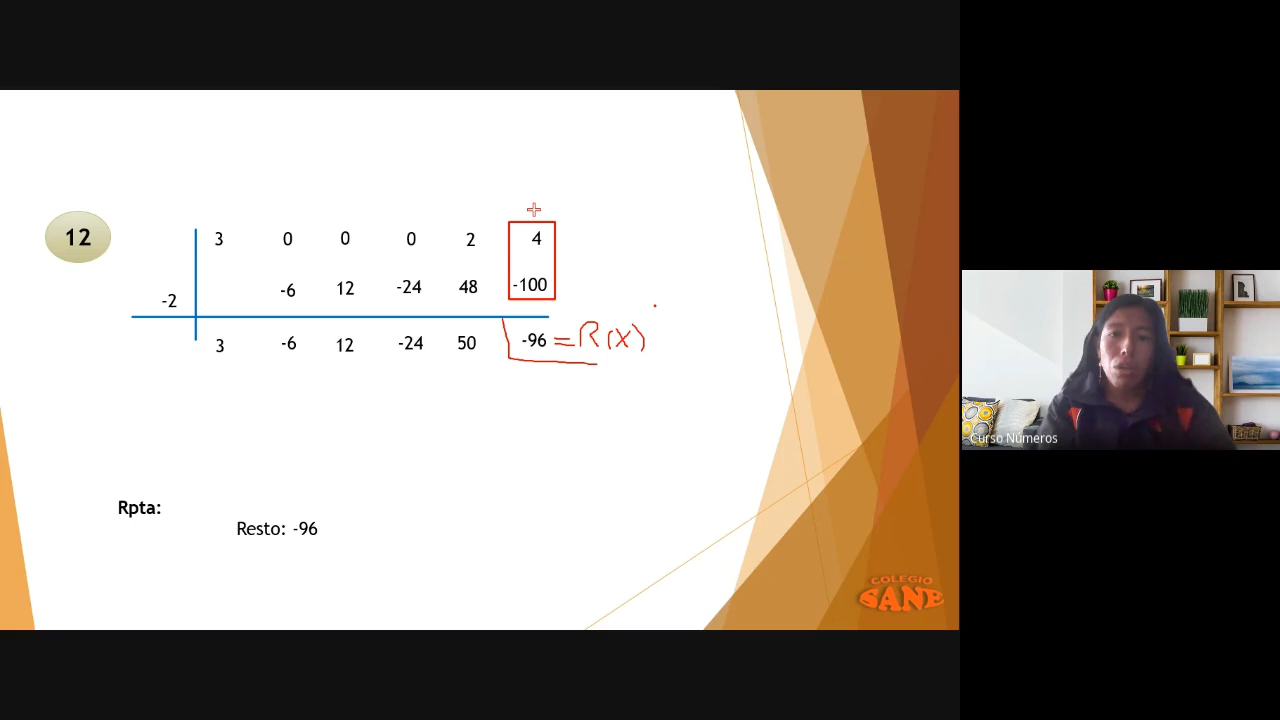 12
3 0 0 0 2 4
-6 12 -24 48 -100
-2
3 -6 12 -24 50 -96 = R(x)
Rpta:
Resto: -96
COLEGIO
SANE
Curso Números